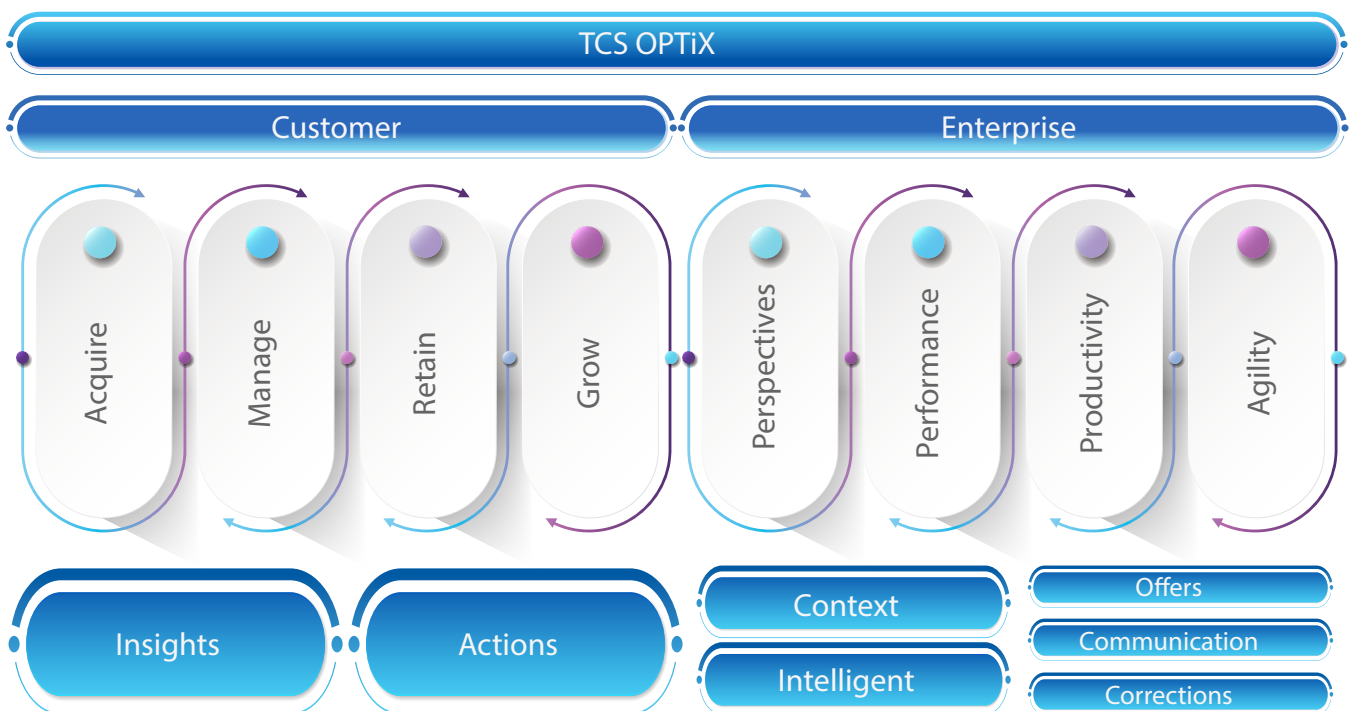 TCS OPTiX
Customer
Enterprise
Acquire
Manage
Retain
Grow
Perspectives
Performance
Productivity
Agility
Insights
Actions
Context
Intelligent
Offers
Communication
Corrections